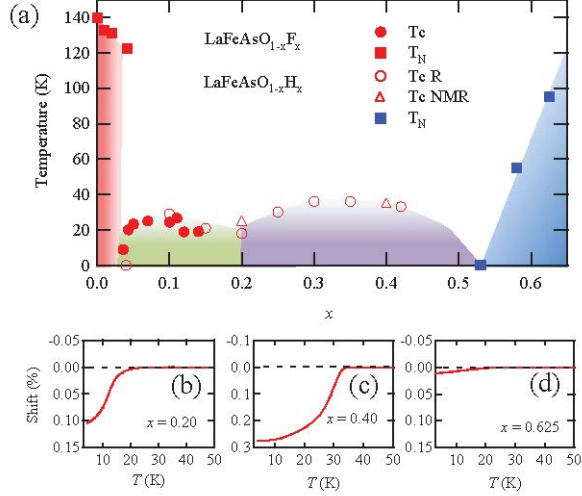 (a)
LaFeAsO1-xFx
LaFeAsO1-xHx
Tc
TN
Tc R
Tc NMR
TN
Temperature (K)
140
120
100
80
60
40
20
0
0.0 0.1 0.2 0.3 0.4 0.5 0.6
x
Shift (%)
-0.05
0.00
0.05
0.10
0.15
(b)
x = 0.20
0 10 20 30 40 50
T (K)
-0.1
0.0
0.1
0.2
0.3
(c)
x = 0.40
0 10 20 30 40 50
T (K)
-0.05
0.00
0.05
0.10
0.15
(d)
x = 0.625
0 10 20 30 40 50
T (K)